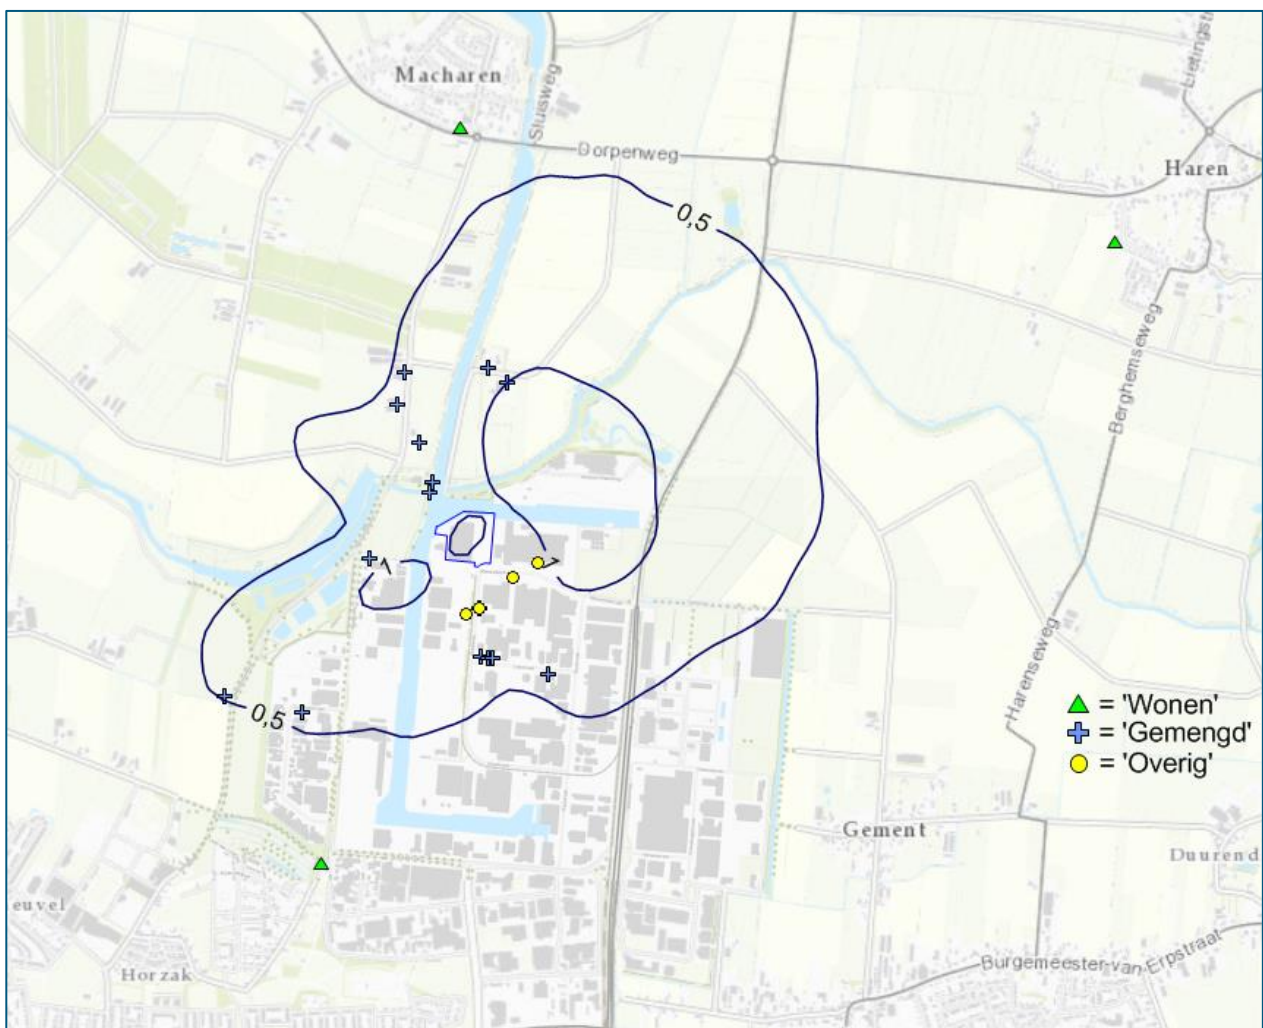 Macharen
Sluisweg
Dorpenweg
Haren
0,5
Berghemseweg
1
1
Harenseweg
= 'Wonen'
= 'Gemengd'
= 'Overig'
0,5
Gement
Duurend
euvel
Horzak
Burgemeester-van-Erpstraat